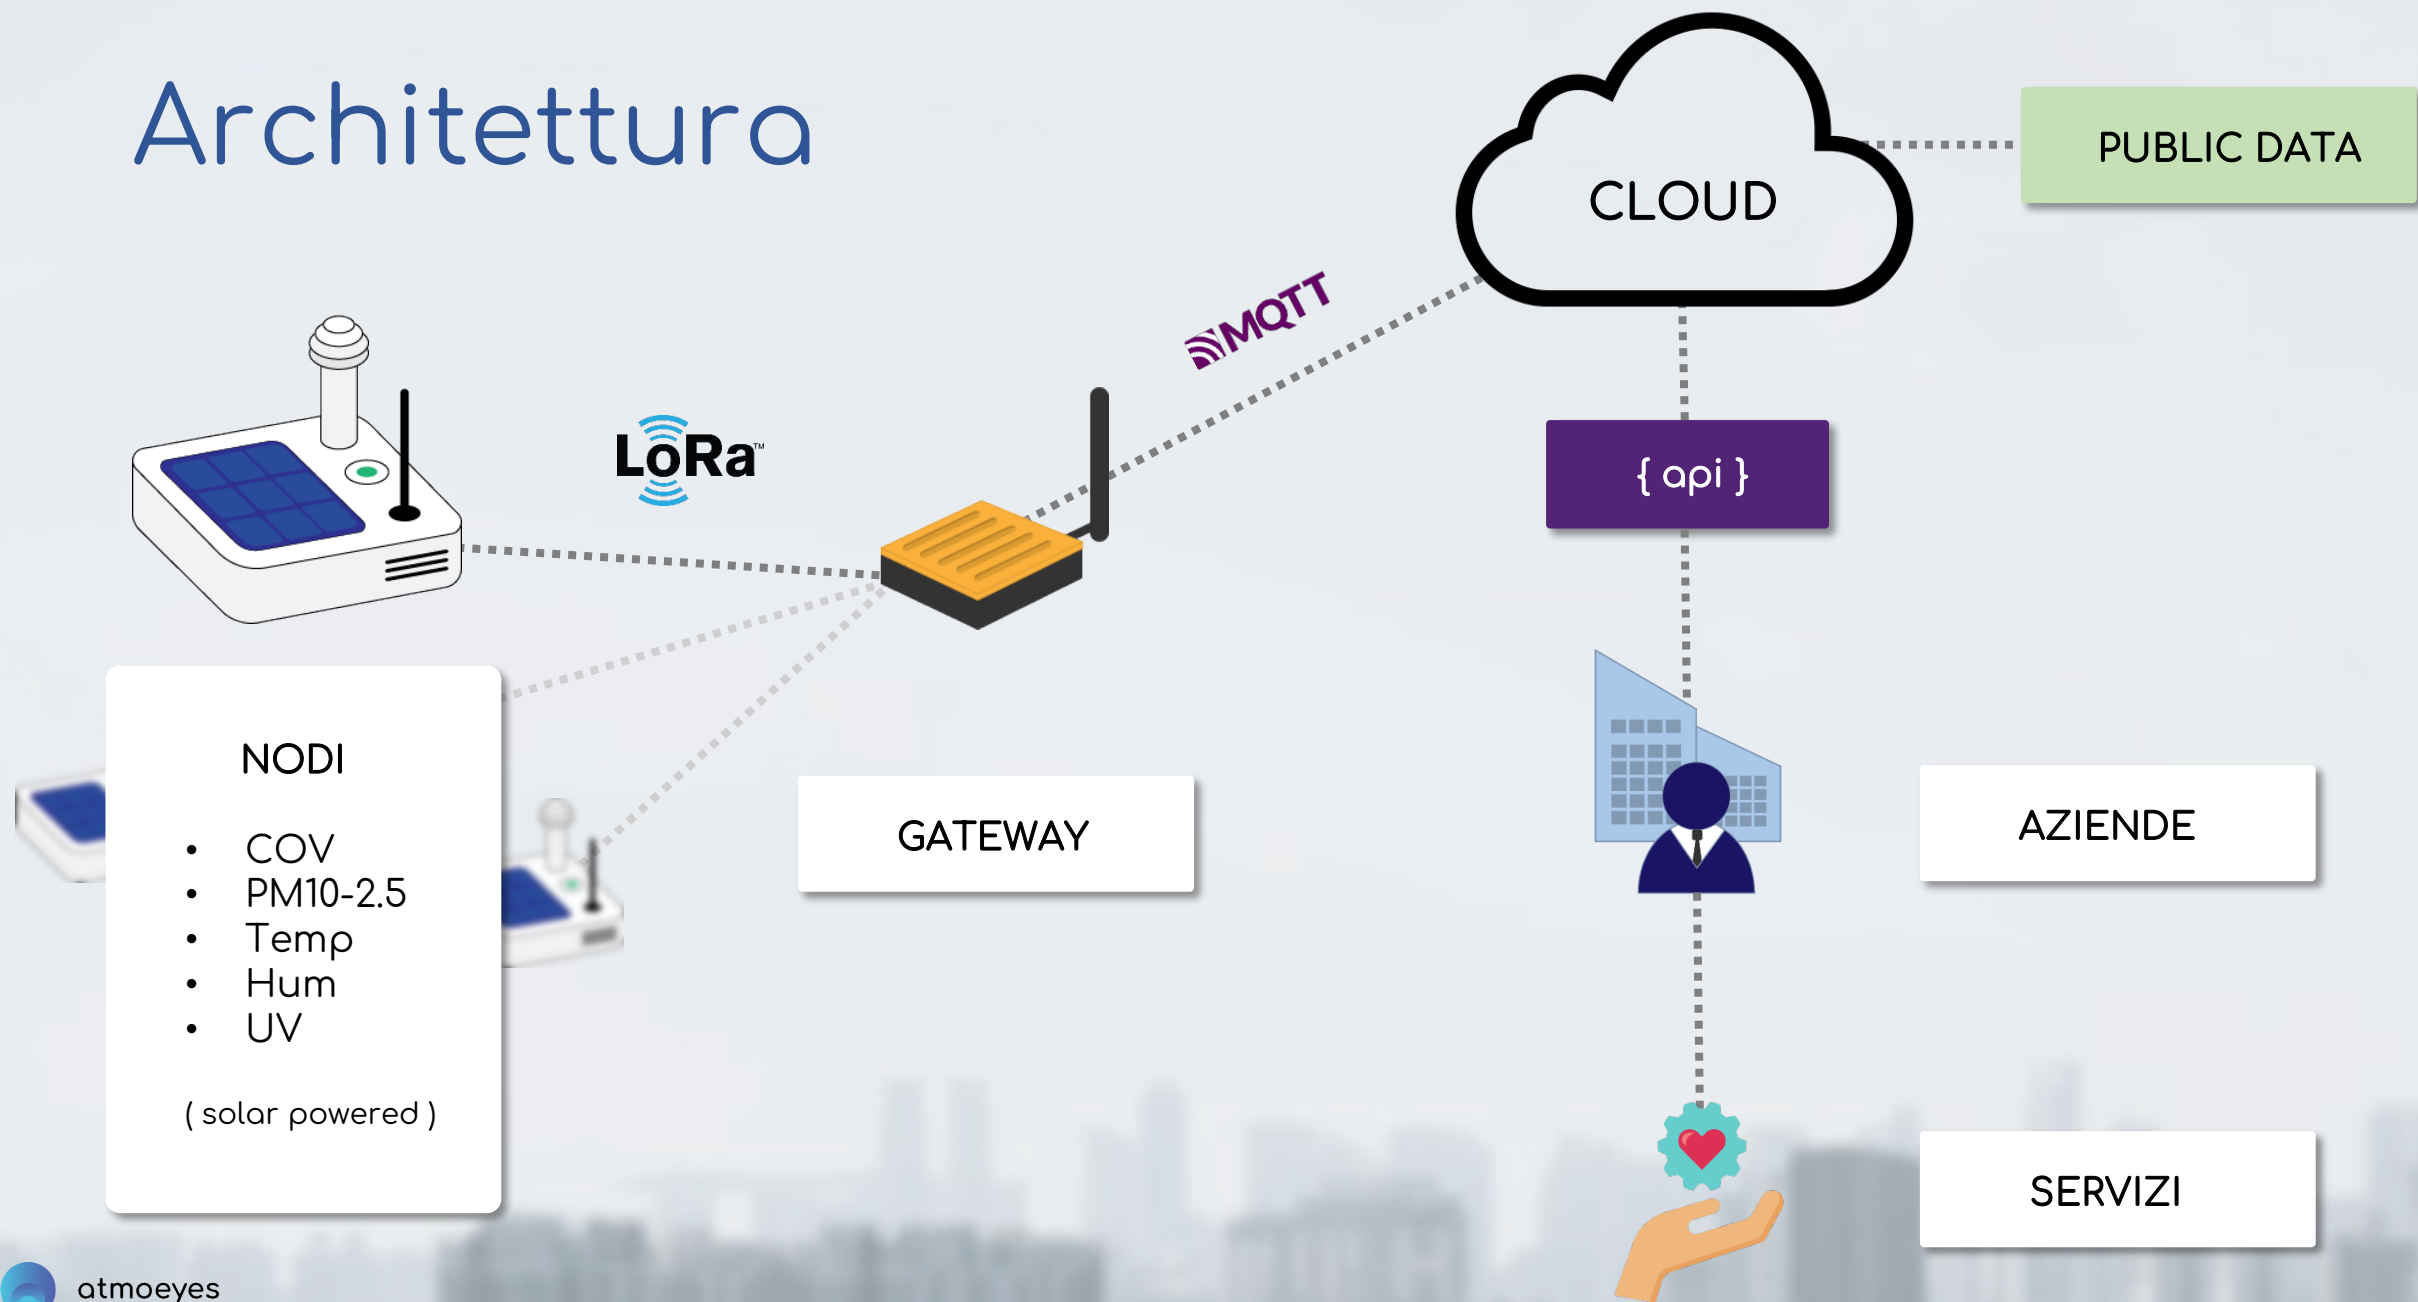 Architettura
CLOUD
PUBLIC DATA
MQTT
LoRa™
{ api }
NODI
• COV
• PM10-2.5
• Temp
• Hum
• UV
( solar powered )
GATEWAY
AZIENDE
SERVIZI
atmoeyes